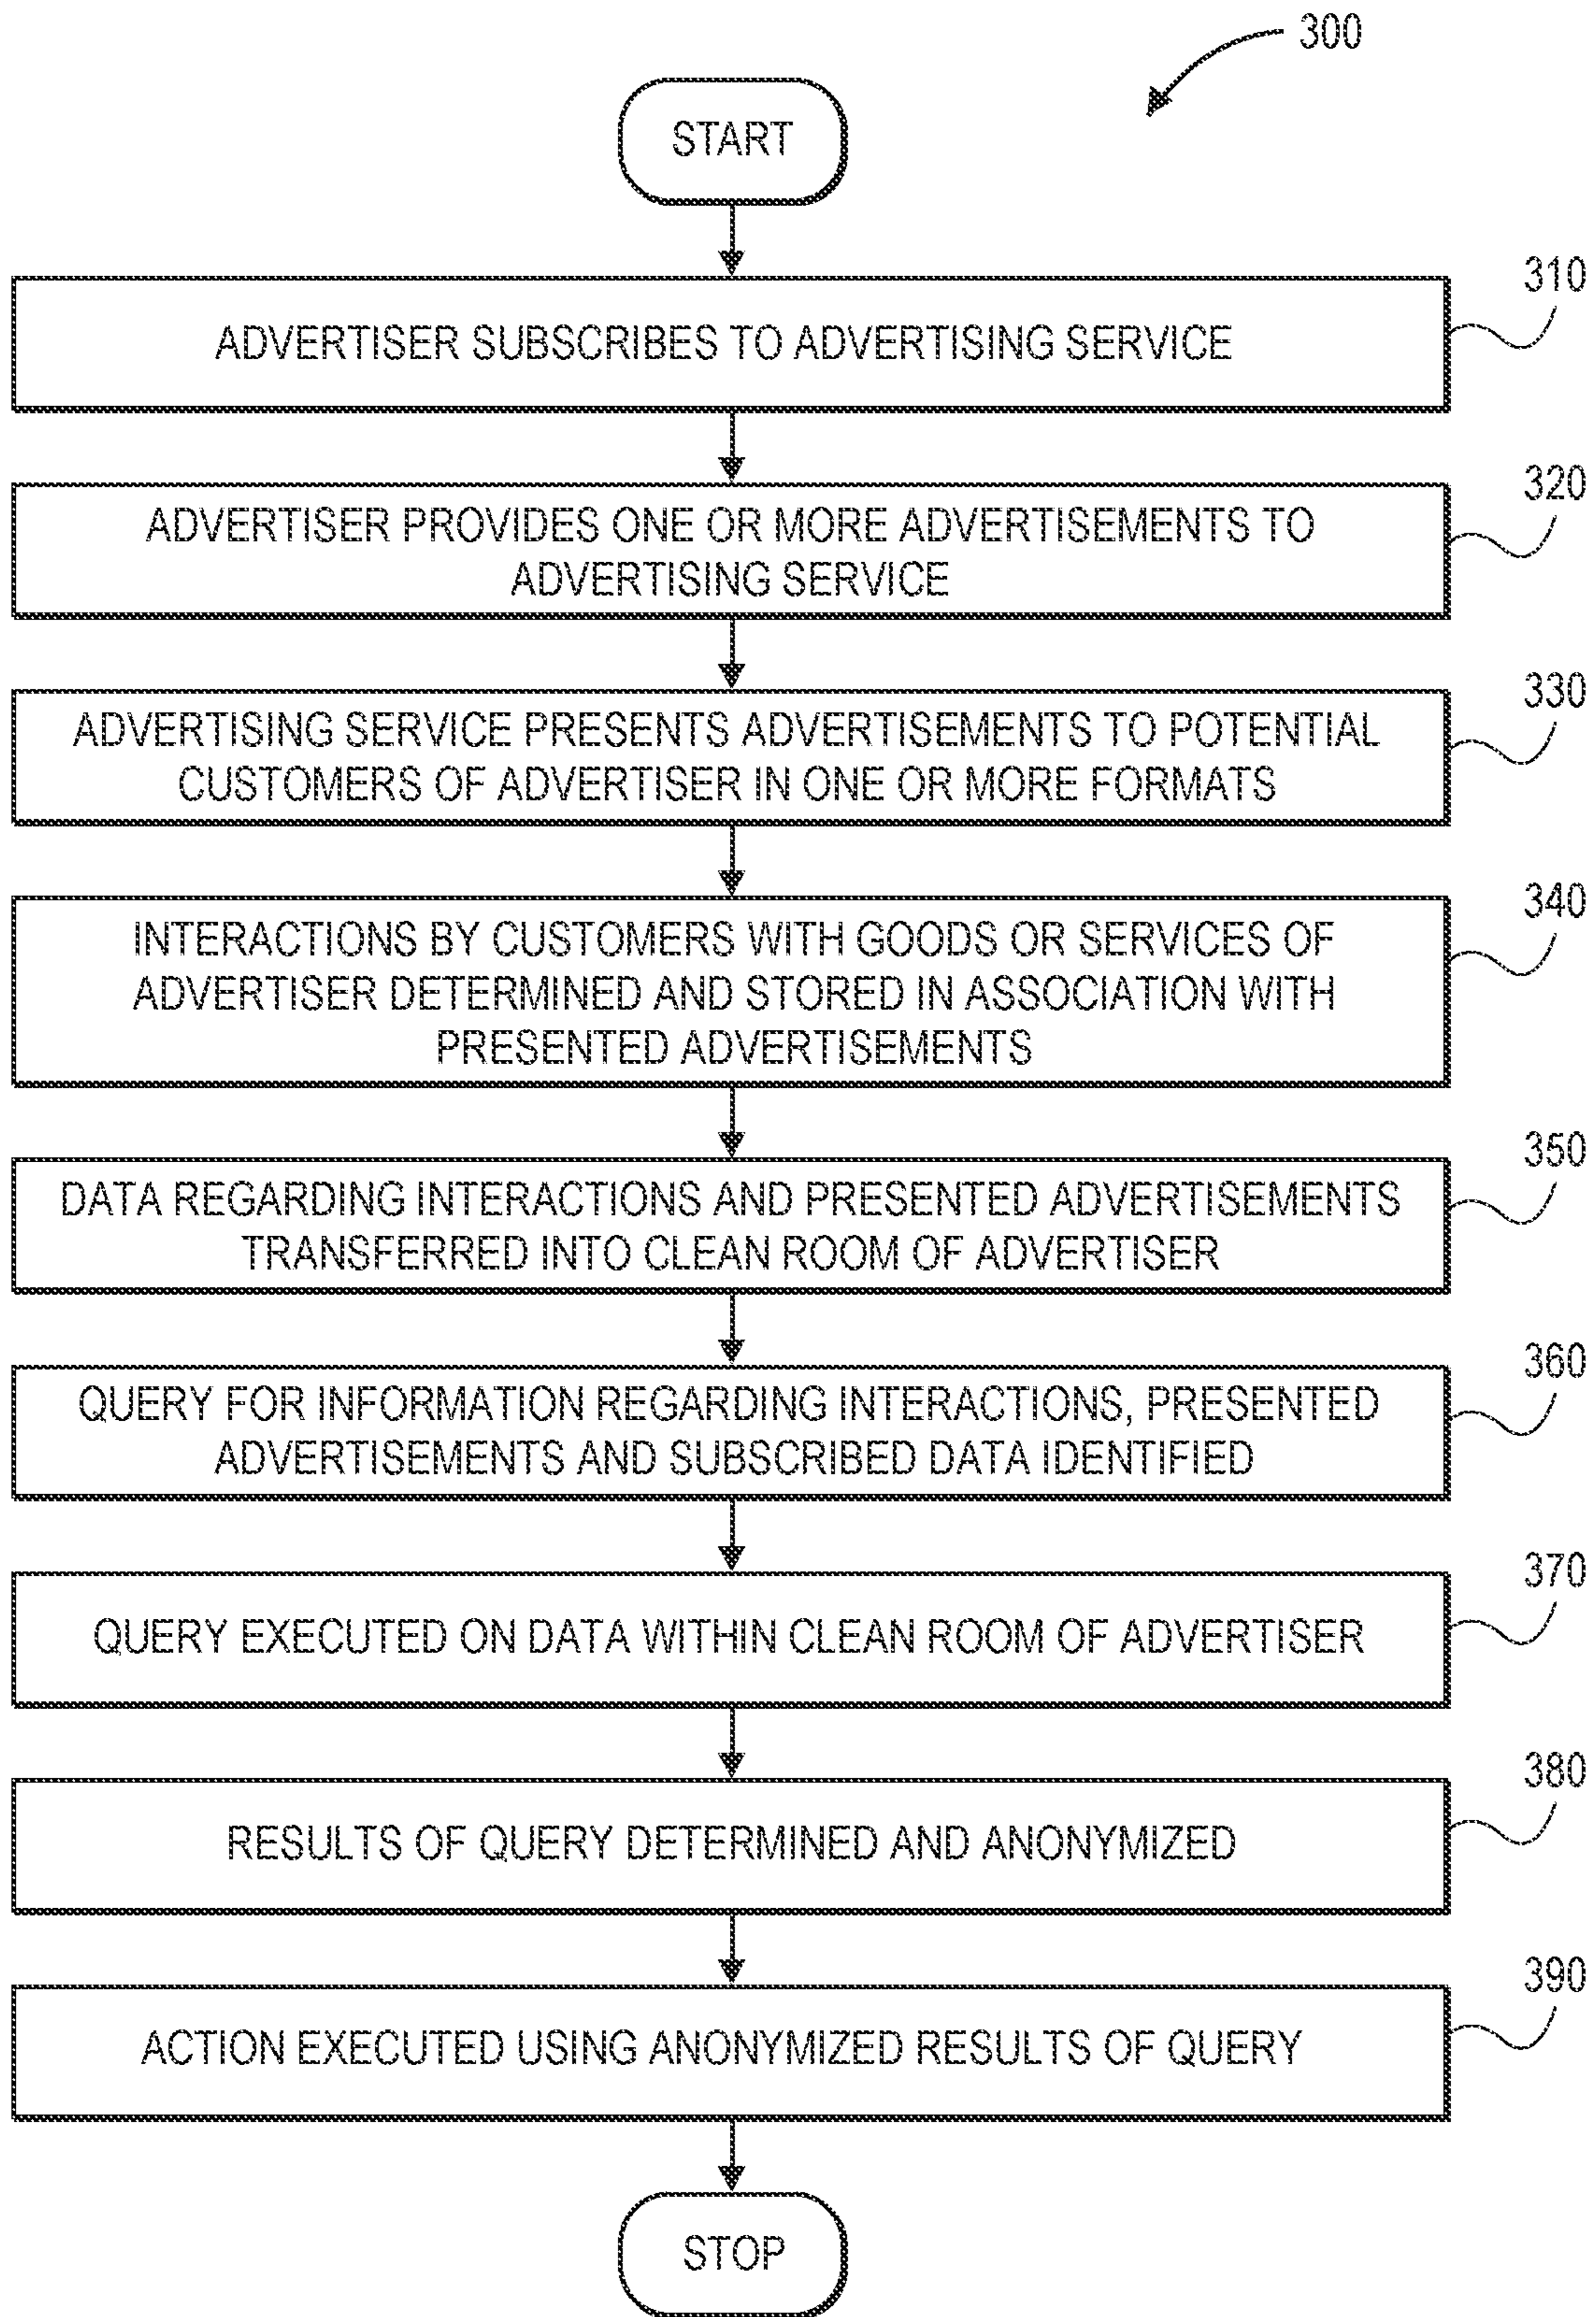 300
START
310
ADVERTISER SUBSCRIBES TO ADVERTISING SERVICE
320
ADVERTISER PROVIDES ONE OR MORE ADVERTISEMENTS TO
ADVERTISING SERVICE
330
ADVERTISING SERVICE PRESENTS ADVERTISEMENTS TO POTENTIAL
CUSTOMERS OF ADVERTISER IN ONE OR MORE FORMATS
340
INTERACTIONS BY CUSTOMERS WITH GOODS OR SERVICES OF
ADVERTISER DETERMINED AND STORED IN ASSOCIATION WITH
PRESENTED ADVERTISEMENTS
350
DATA REGARDING INTERACTIONS AND PRESENTED ADVERTISEMENTS
TRANSFERRED INTO CLEAN ROOM OF ADVERTISER
360
QUERY FOR INFORMATION REGARDING INTERACTIONS, PRESENTED
ADVERTISEMENTS AND SUBSCRIBED DATA IDENTIFIED
370
QUERY EXECUTED ON DATA WITHIN CLEAN ROOM OF ADVERTISER
380
RESULTS OF QUERY DETERMINED AND ANONYMIZED
390
ACTION EXECUTED USING ANONYMIZED RESULTS OF QUERY
STOP